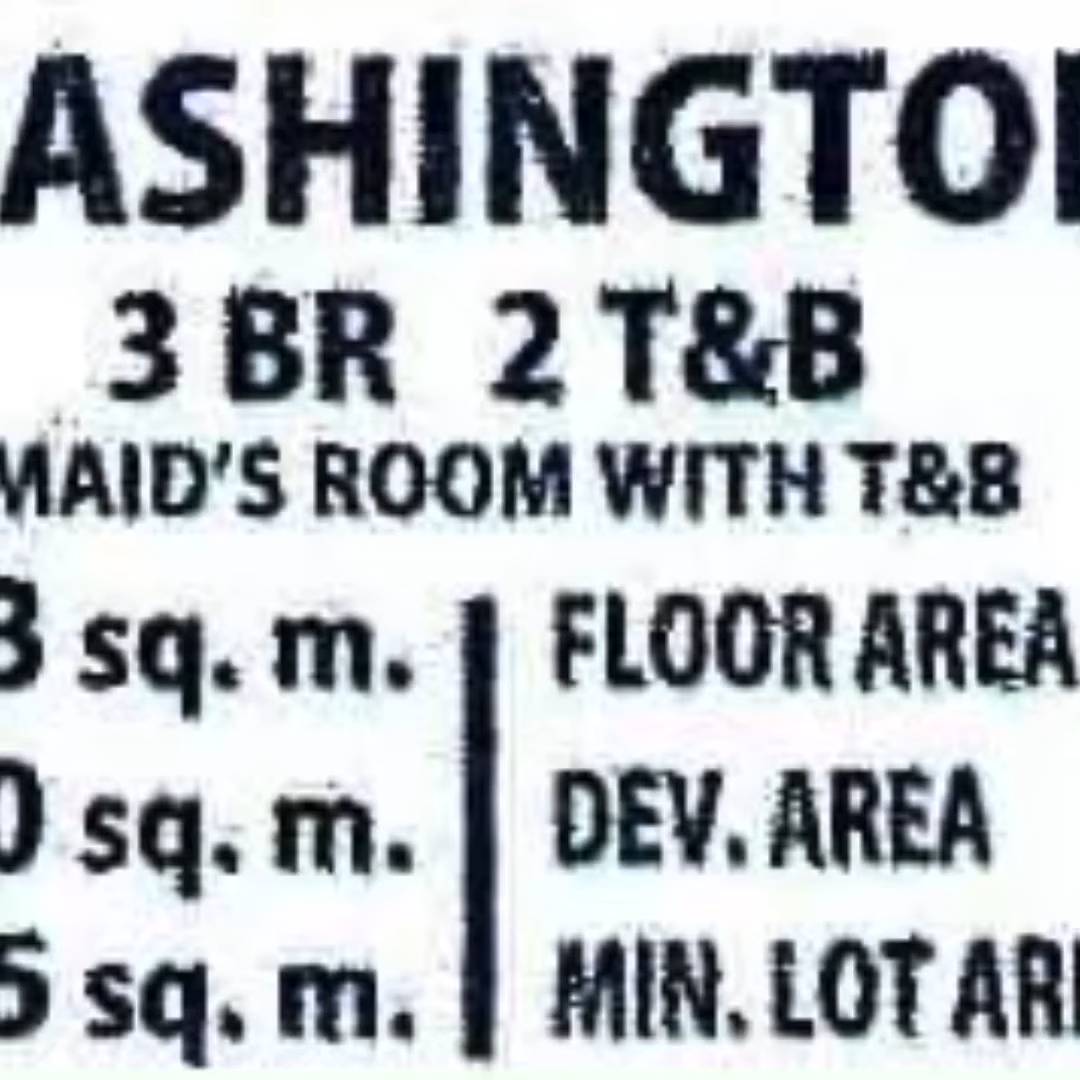 ASHINGTO
3 BR 2 T&B
MAID'S ROOM WITH T&B
3 sq. m. FLOOR AREA
0 sq. m. DEV. AREA
5 sq. m. MIN. LOT AR